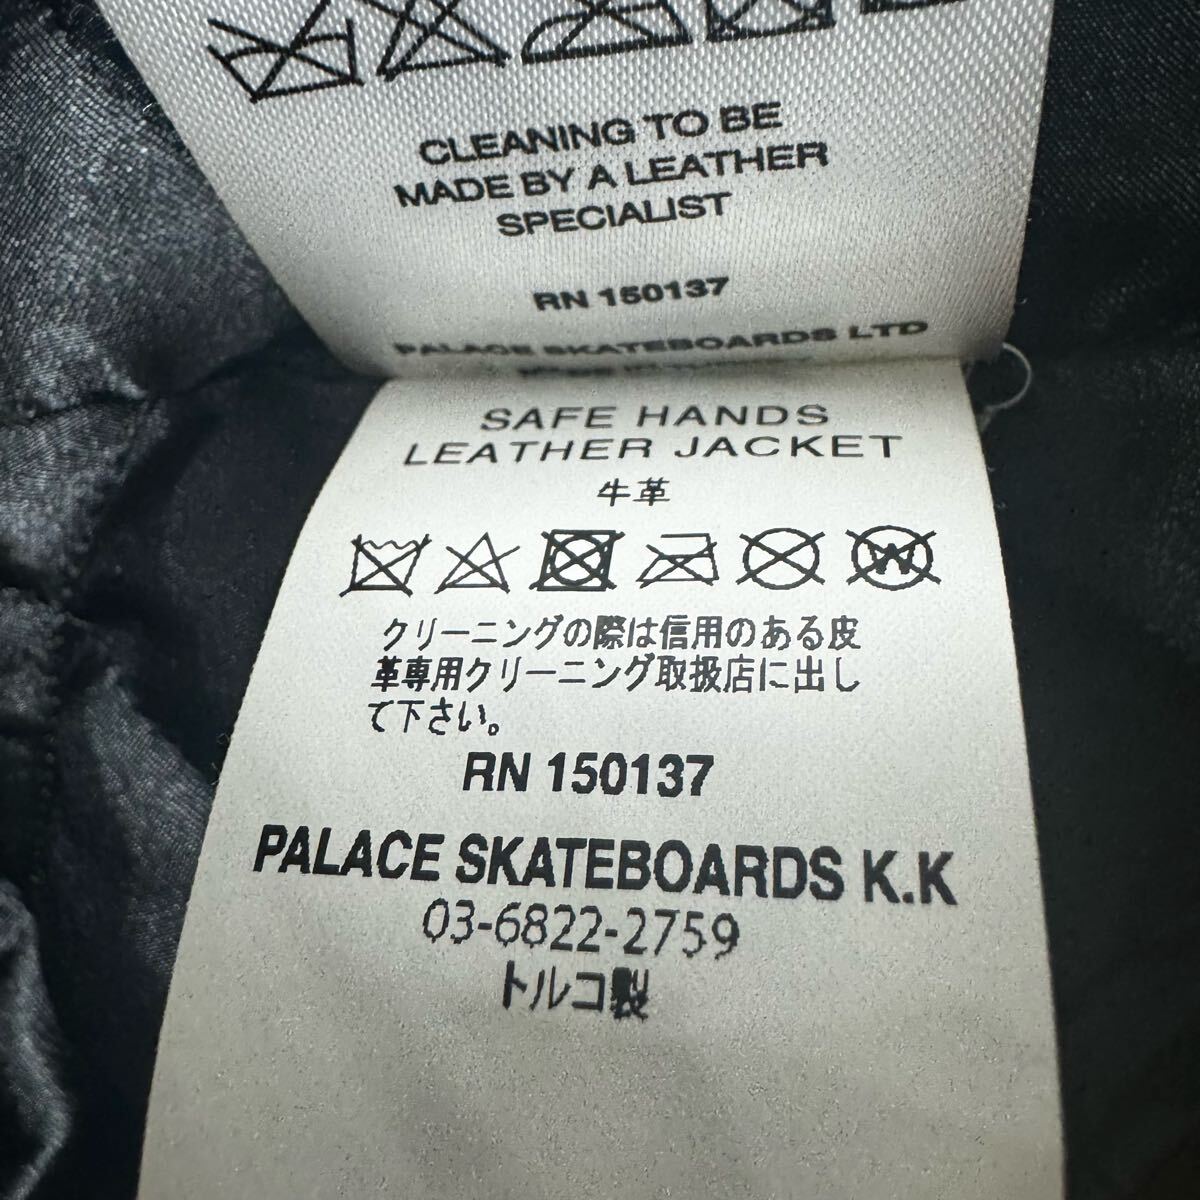 CLEANING TO BE
MADE BY A LEATHER
SPECIALIST
RN 150137
PALACE SKATEBOARDS LTD
SAFE HANDS
LEATHER JACKET
牛革
クリーニングの際は信用のある皮
革専用クリーニング取扱店に出し
て下さい。
RN 150137
PALACE SKATEBOARDS K.K
03-6822-2759
トルコ製